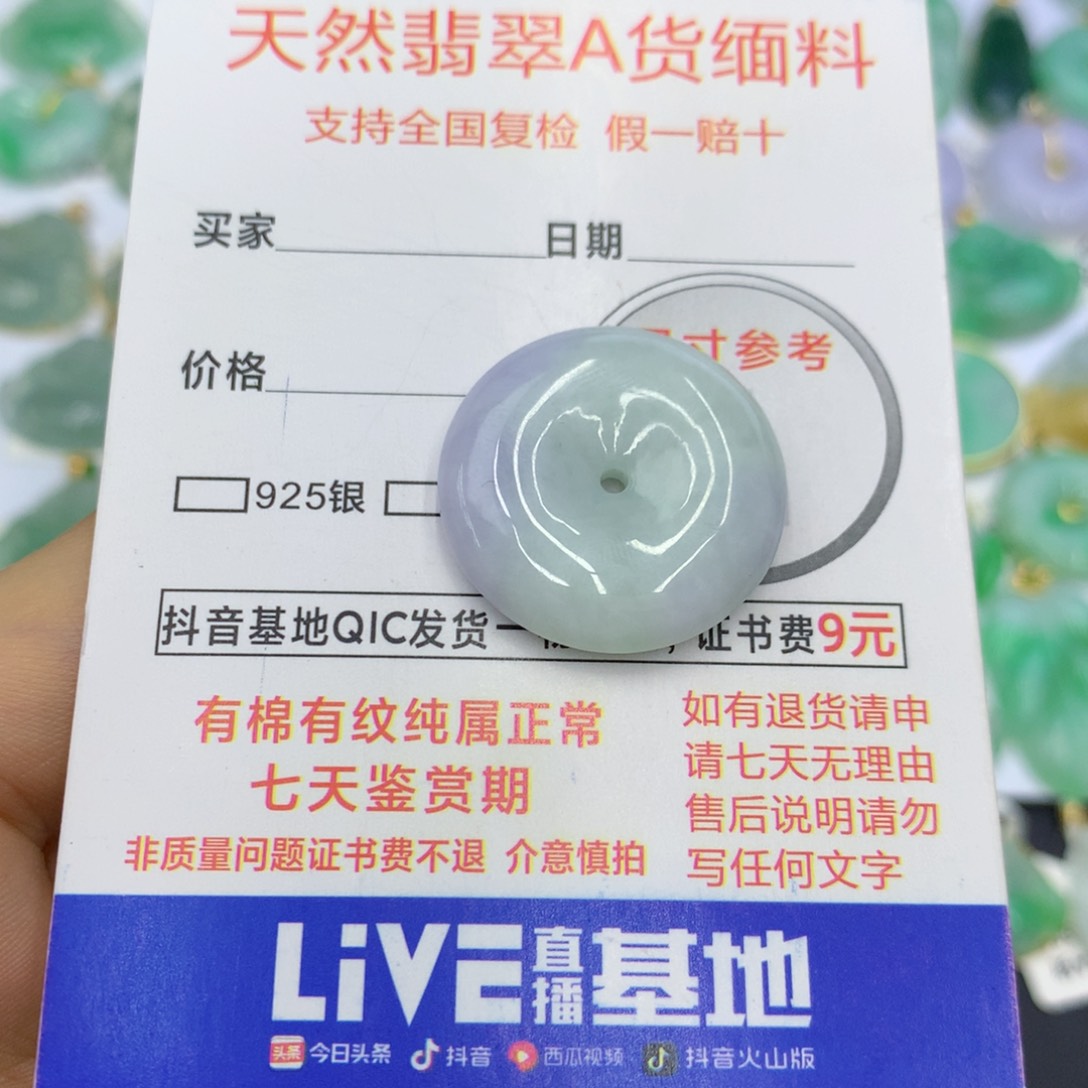 天然翡翠A货缅料
支持全国复检 假一赔十
买家 日期
寸参考
价格
925银
抖音基地QIC发货一 证书费9元
有棉有纹纯属正常
七天鉴赏期
非质量问题证书费不退 介意慎拍
如有退货请申
请七天无理由
售后说明请勿
写任何文字
LiVE直播基地
头条 今日头条 抖音 西瓜视频 抖音火山版